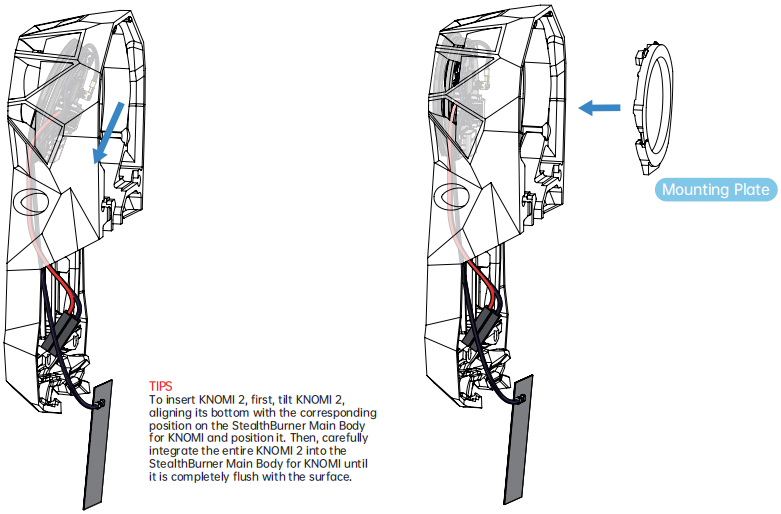 Mounting Plate
TIPS
To insert KNOMI 2, first, tilt KNOMI 2,
aligning its bottom with the corresponding
position on the StealthBurner Main Body
for KNOMI and position it. Then, carefully
integrate the entire KNOMI 2 into the
StealthBurner Main Body for KNOMI until
it is completely flush with the surface.